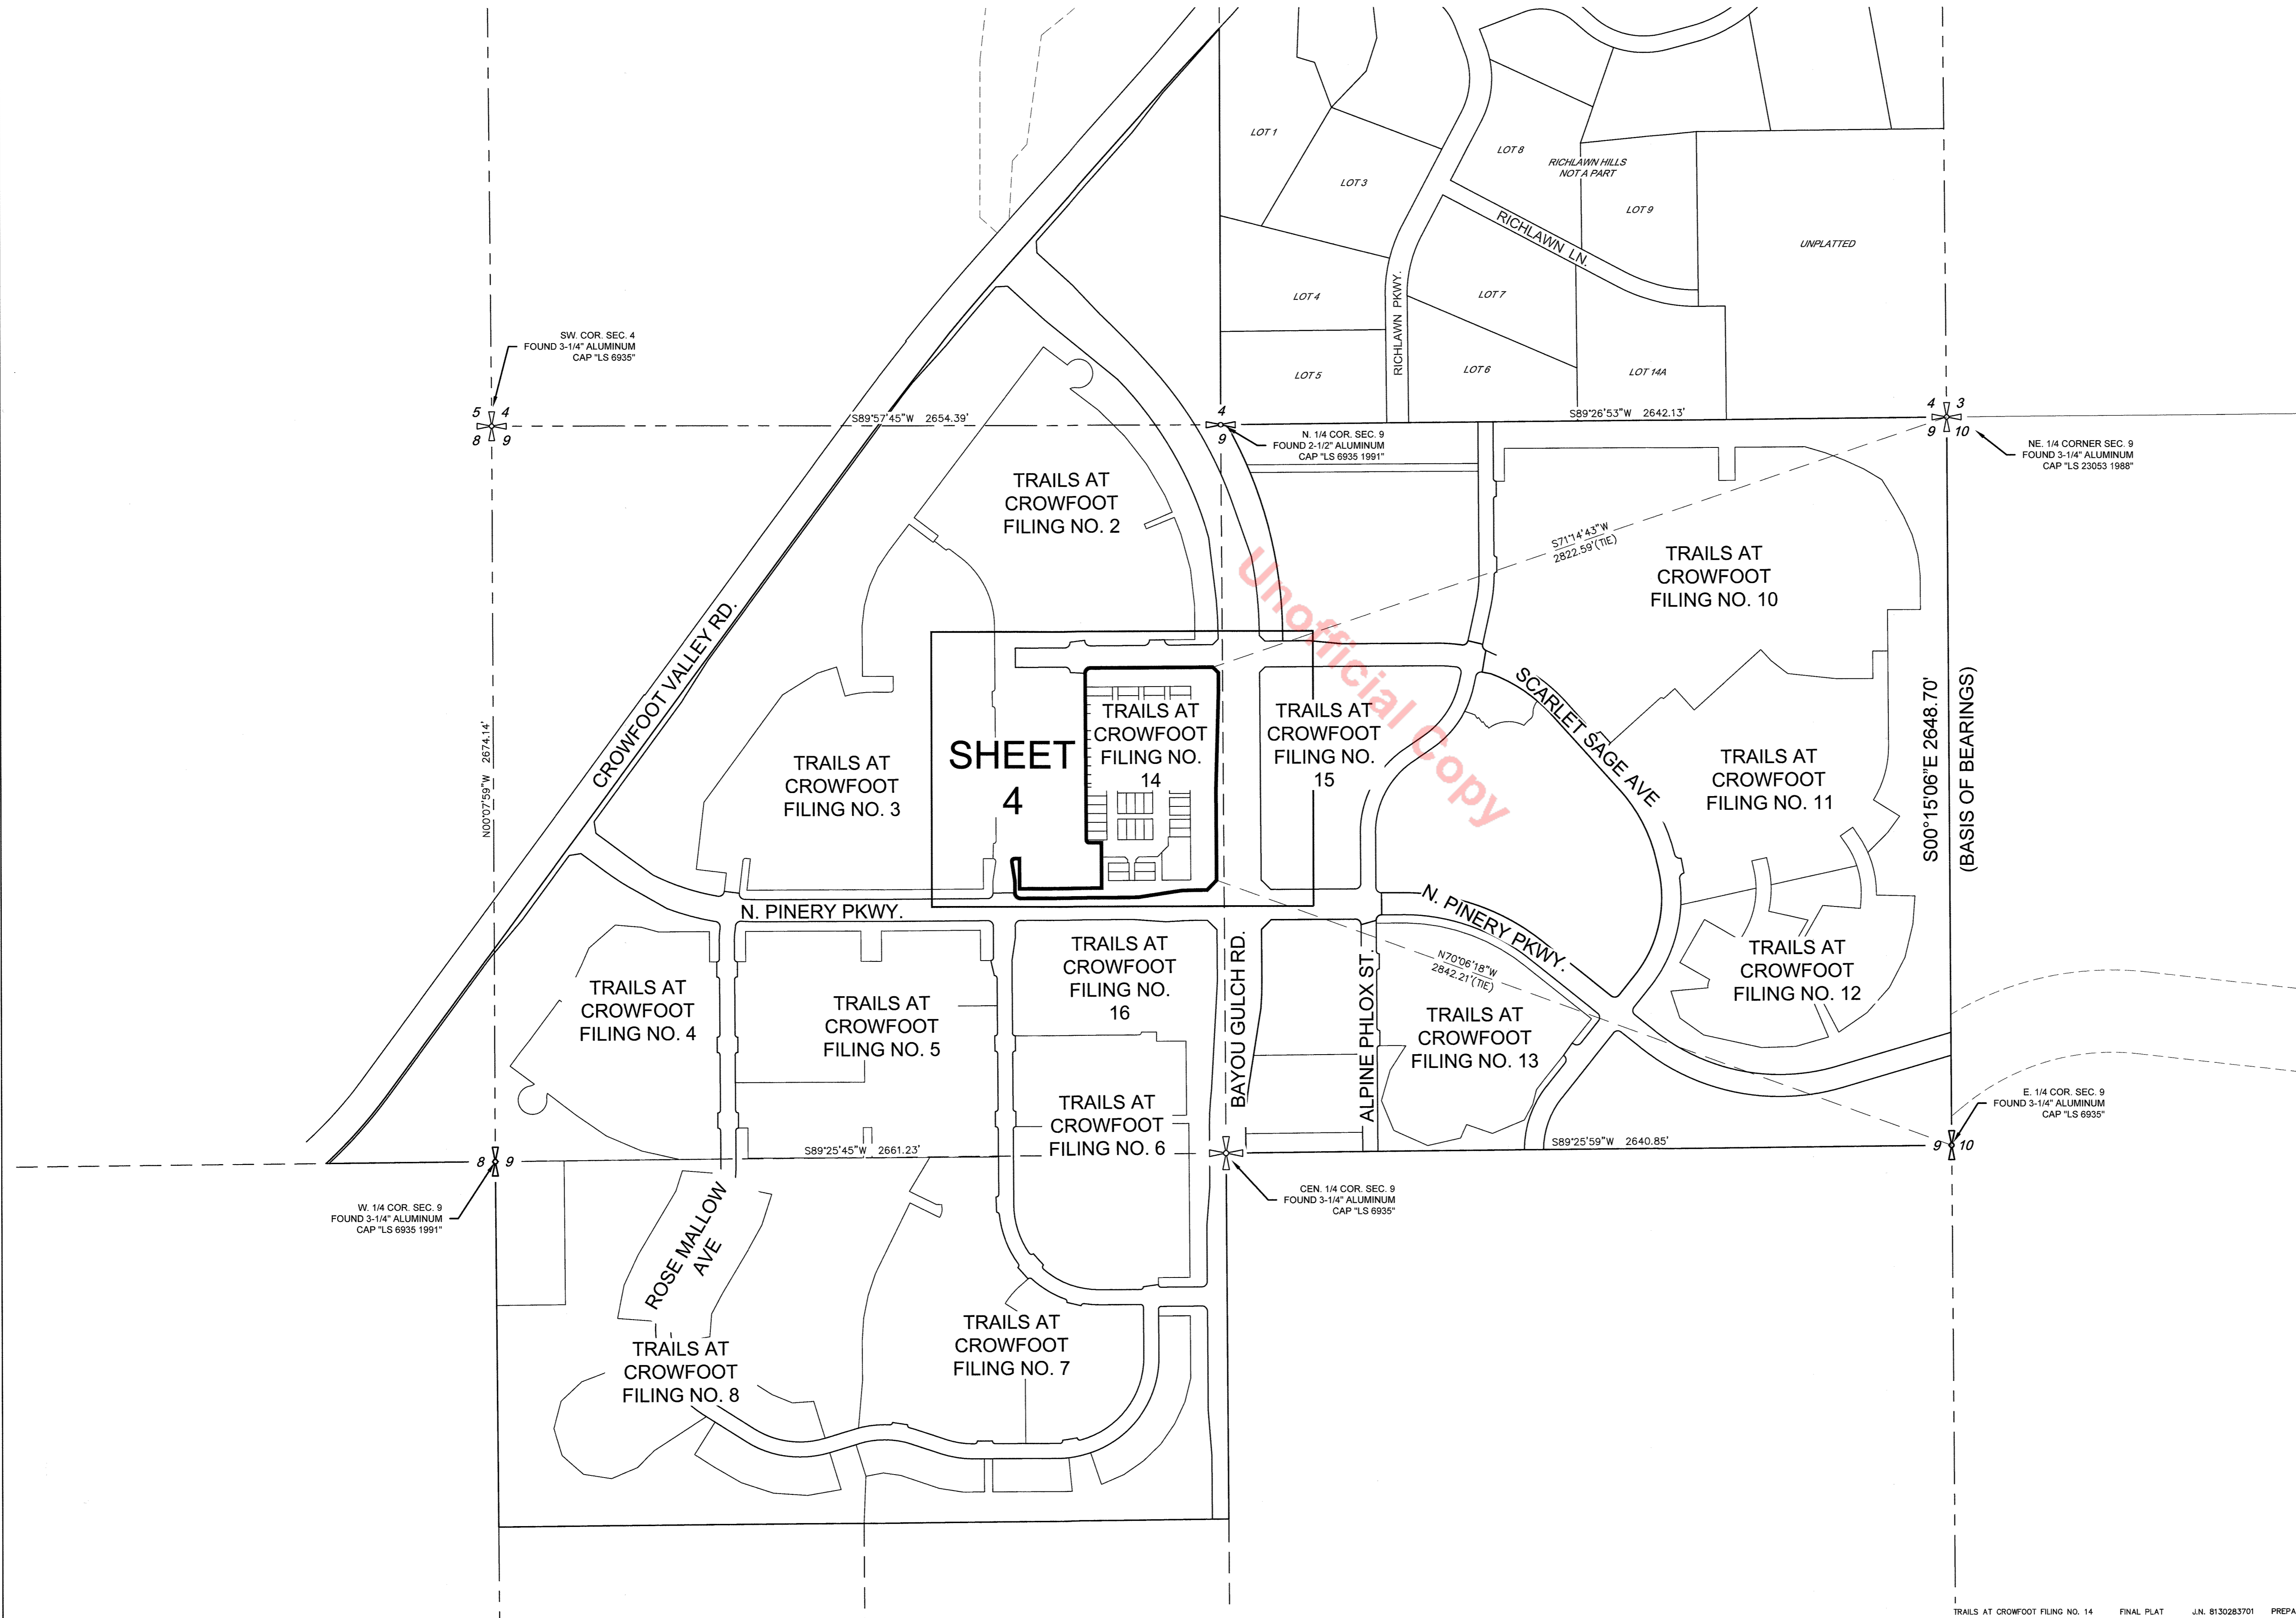 LOT 1
LOT 8
RICHLAWN HILLS
NOT A PART
LOT 3
LOT 9
RICHLAWN LN.
UNPLATTED
LOT 4
LOT 7
RICHLAWN PKWY.
SW. COR. SEC. 4
FOUND 3-1/4" ALUMINUM
CAP "LS 6935"
LOT 5
LOT 6
LOT 14A
5 4
8 9
S89°57'45"W 2654.39'
4
9
S89°26'53"W 2642.13'
4 3
9 10
N. 1/4 COR. SEC. 9
FOUND 2-1/2" ALUMINUM
CAP "LS 6935 1991"
NE. 1/4 CORNER SEC. 9
FOUND 3-1/4" ALUMINUM
CAP "LS 23053 1988"
TRAILS AT
CROWFOOT
FILING NO. 2
S71°14'43"W
2822.59'(TIE)
TRAILS AT
CROWFOOT
FILING NO. 10
Unofficial Copy
CROWFOOT VALLEY RD.
N00°07'59"W 2674.14'
SCARLET SAGE AVE
S00°15'06"E 2648.70'
(BASIS OF BEARINGS)
TRAILS AT
CROWFOOT
FILING NO. 3
SHEET
4
TRAILS AT
CROWFOOT
FILING NO.
14
TRAILS AT
CROWFOOT
FILING NO.
15
TRAILS AT
CROWFOOT
FILING NO. 11
N. PINERY PKWY.
N. PINERY PKWY.
TRAILS AT
CROWFOOT
FILING NO. 4
TRAILS AT
CROWFOOT
FILING NO. 5
TRAILS AT
CROWFOOT
FILING NO.
16
BAYOU GULCH RD.
ALPINE PHLOX ST.
N70°06'18"W
2842.21'(TIE)
TRAILS AT
CROWFOOT
FILING NO. 13
TRAILS AT
CROWFOOT
FILING NO. 12
TRAILS AT
CROWFOOT
FILING NO. 6
E. 1/4 COR. SEC. 9
FOUND 3-1/4" ALUMINUM
CAP "LS 6935"
8 9
S89°25'45"W 2661.23'
S89°25'59"W 2640.85'
9 10
W. 1/4 COR. SEC. 9
FOUND 3-1/4" ALUMINUM
CAP "LS 6935 1991"
CEN. 1/4 COR. SEC. 9
FOUND 3-1/4" ALUMINUM
CAP "LS 6935"
ROSE MALLOW
AVE
TRAILS AT
CROWFOOT
FILING NO. 8
TRAILS AT
CROWFOOT
FILING NO. 7
TRAILS AT CROWFOOT FILING NO. 14 FINAL PLAT J.N. 8130283701 PREPA